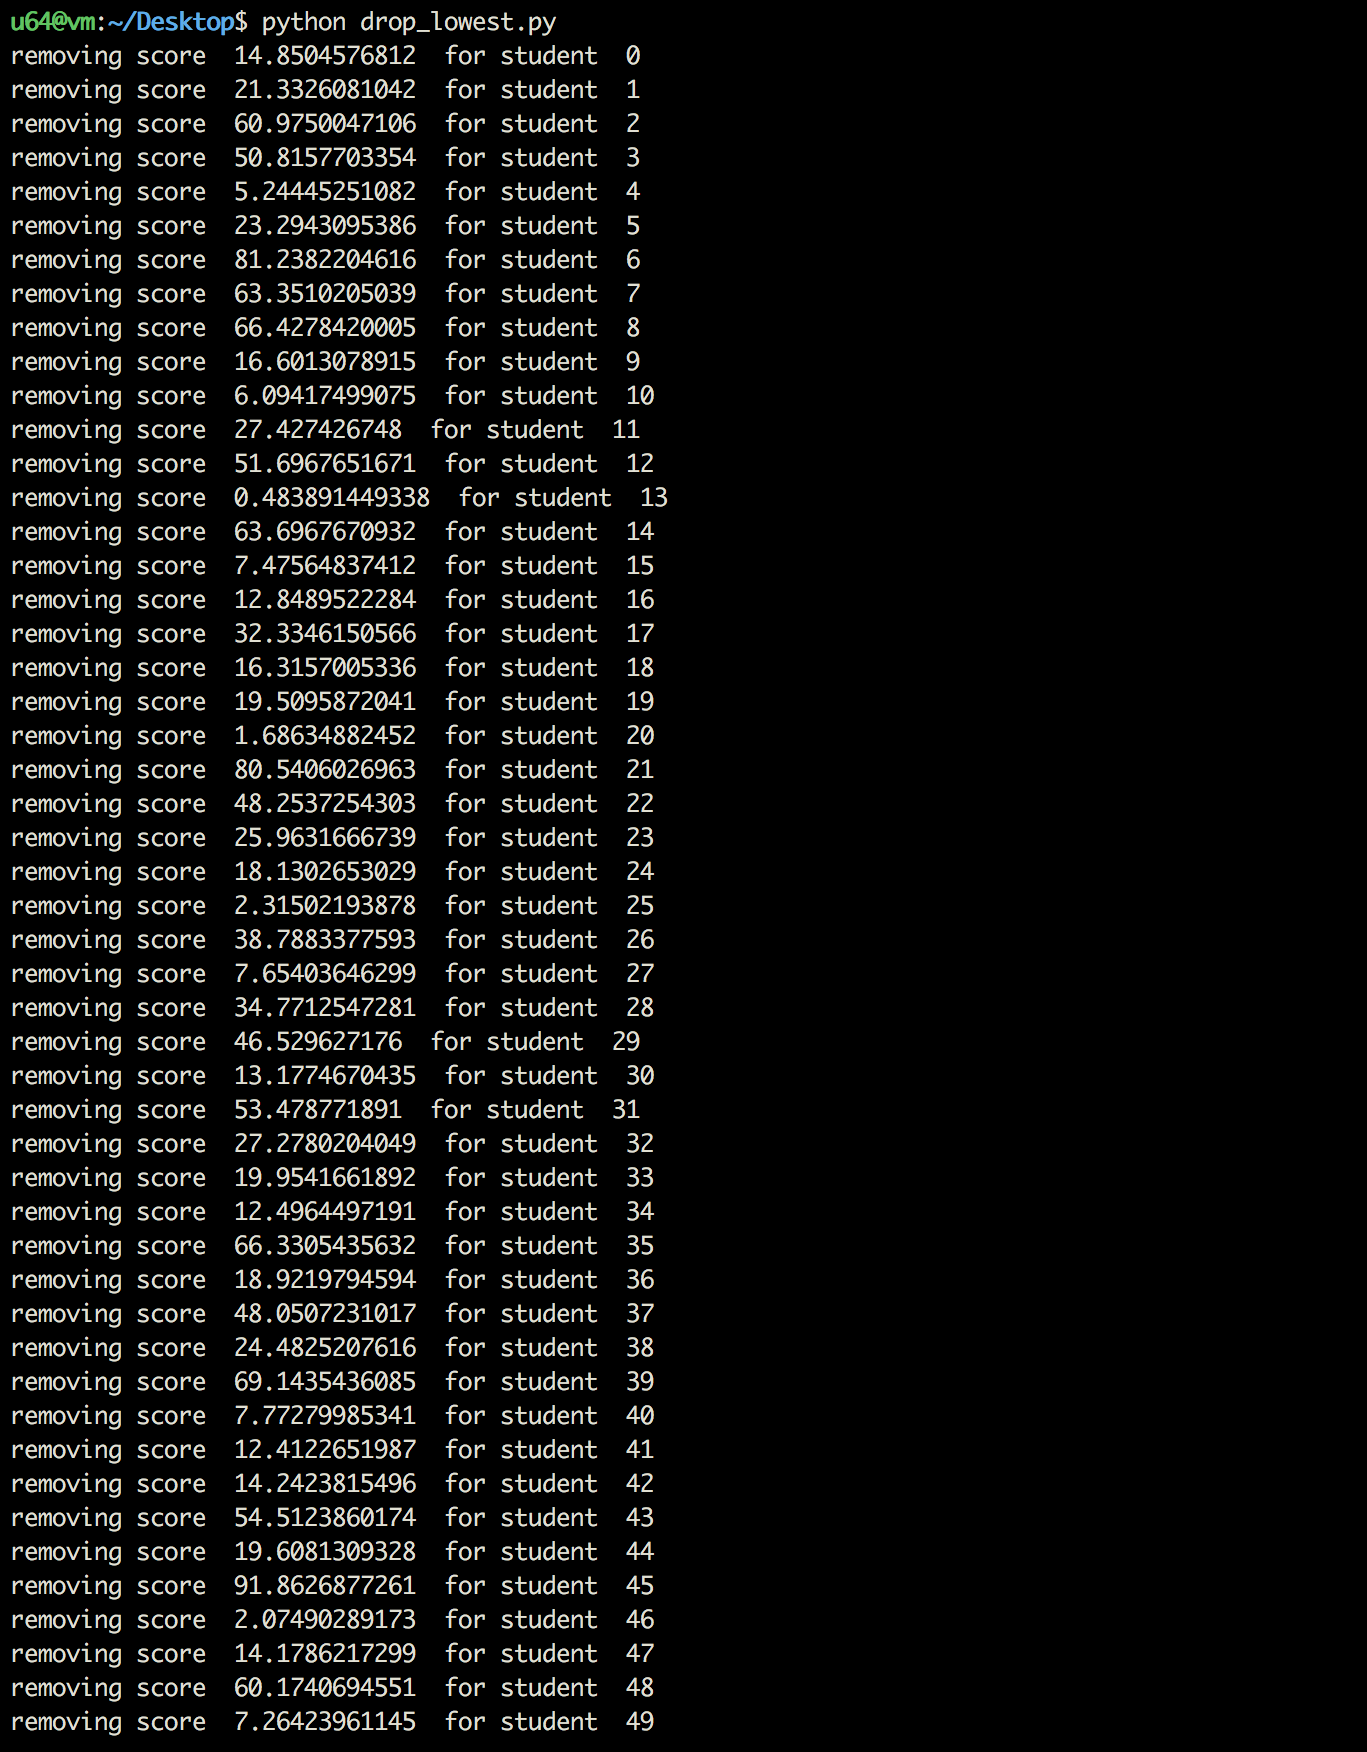 u64@vm:~/Desktop$ python drop_lowest.py
removing score  14.8504576812  for student  0
removing score  21.3326081042  for student  1
removing score  60.9750047106  for student  2
removing score  50.8157703354  for student  3
removing score  5.24445251082  for student  4
removing score  23.2943095386  for student  5
removing score  81.2382204616  for student  6
removing score  63.3510205039  for student  7
removing score  66.4278420005  for student  8
removing score  16.6013078915  for student  9
removing score  6.09417499075  for student  10
removing score  27.427426748  for student  11
removing score  51.6967651671  for student  12
removing score  0.483891449338  for student  13
removing score  63.6967670932  for student  14
removing score  7.47564837412  for student  15
removing score  12.8489522284  for student  16
removing score  32.3346150566  for student  17
removing score  16.3157005336  for student  18
removing score  19.5095872041  for student  19
removing score  1.68634882452  for student  20
removing score  80.5406026963  for student  21
removing score  48.2537254303  for student  22
removing score  25.9631666739  for student  23
removing score  18.1302653029  for student  24
removing score  2.31502193878  for student  25
removing score  38.7883377593  for student  26
removing score  7.65403646299  for student  27
removing score  34.7712547281  for student  28
removing score  46.529627176  for student  29
removing score  13.1774670435  for student  30
removing score  53.478771891  for student  31
removing score  27.2780204049  for student  32
removing score  19.9541661892  for student  33
removing score  12.4964497191  for student  34
removing score  66.3305435632  for student  35
removing score  18.9219794594  for student  36
removing score  48.0507231017  for student  37
removing score  24.4825207616  for student  38
removing score  69.1435436085  for student  39
removing score  7.77279985341  for student  40
removing score  12.4122651987  for student  41
removing score  14.2423815496  for student  42
removing score  54.5123860174  for student  43
removing score  19.6081309328  for student  44
removing score  91.8626877261  for student  45
removing score  2.07490289173  for student  46
removing score  14.1786217299  for student  47
removing score  60.1740694551  for student  48
removing score  7.26423961145  for student  49